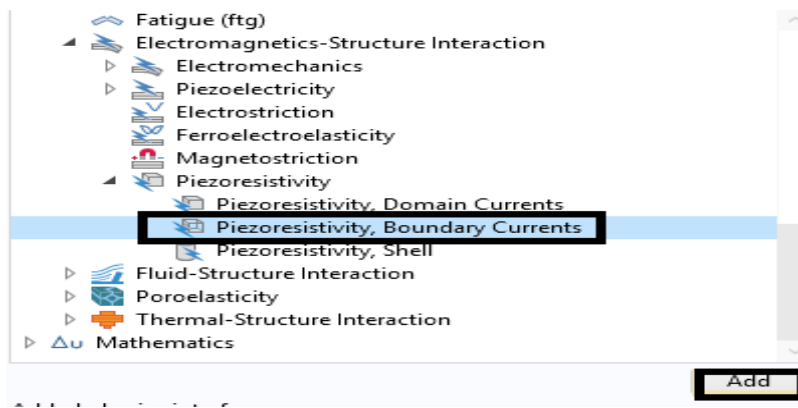 Fatigue (ftg)
Electromagnetics-Structure Interaction
Electromechanics
Piezoelectricity
Electrostriction
Ferroelectroelasticity
Magnetostriction
Piezoresistivity
Piezoresistivity, Domain Currents
Piezoresistivity, Boundary Currents
Piezoresistivity, Shell
Fluid-Structure Interaction
Poroelasticity
Thermal-Structure Interaction
Δu Mathematics
Add